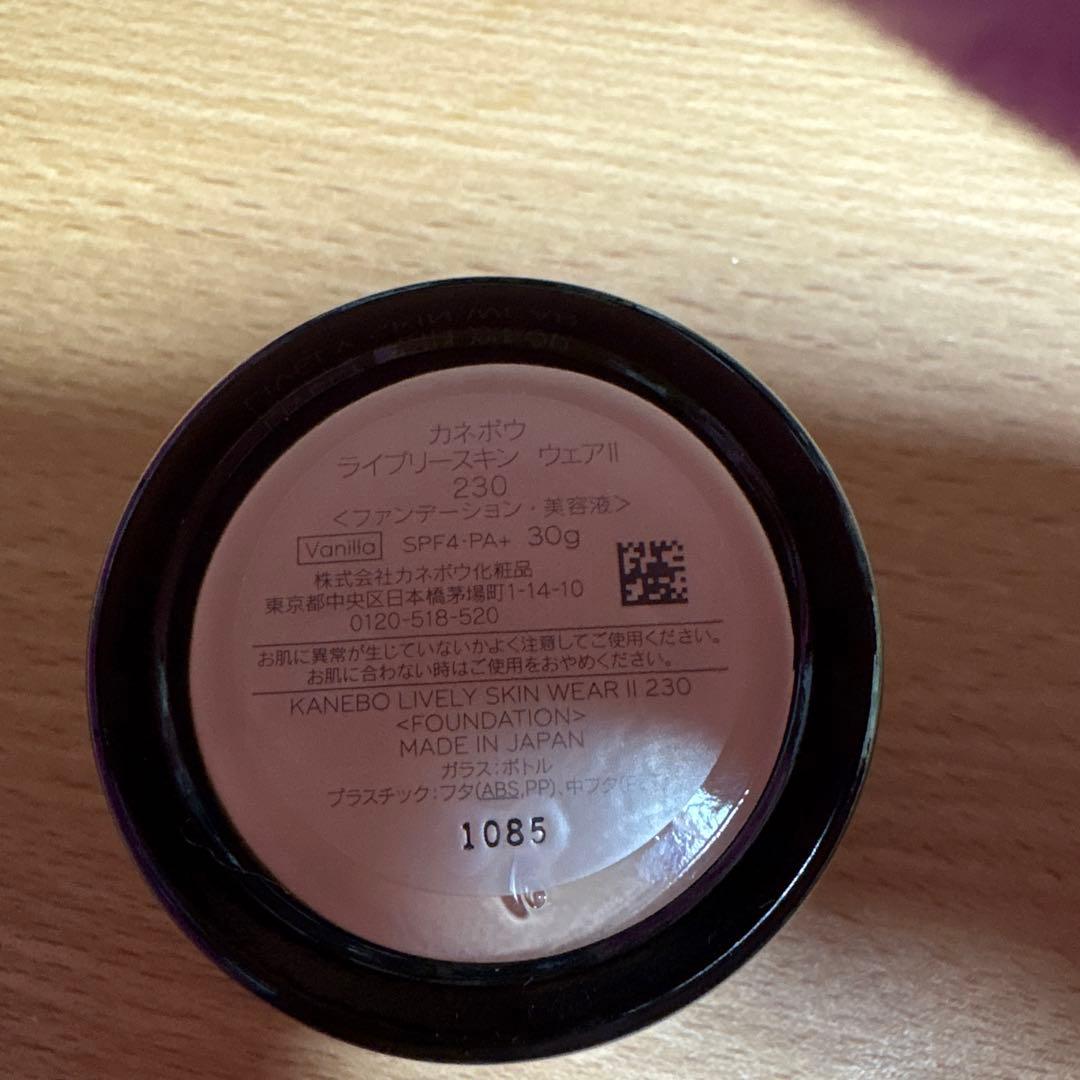 カネボウ
ライブリースキン ウェアII
230
<ファンデーション・美容液>
Vanilla SPF4・PA+ 30g
株式会社カネボウ化粧品
東京都中央区日本橋茅場町1-14-10
0120-518-520
お肌に異常が生じていないかよく注意してご使用ください。
お肌に合わない時はご使用をおやめください。
KANEBO LIVELY SKIN WEAR II 230
<FOUNDATION>
MADE IN JAPAN
ガラス:ボトル
プラスチック:フタ(ABS,PP)、中フタ
1085